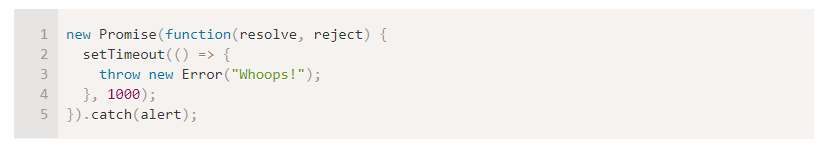 1 new Promise(function(resolve, reject) {
2   setTimeout(() => {
3     throw new Error("Whoops!");
4   }, 1000);
5 }).catch(alert);